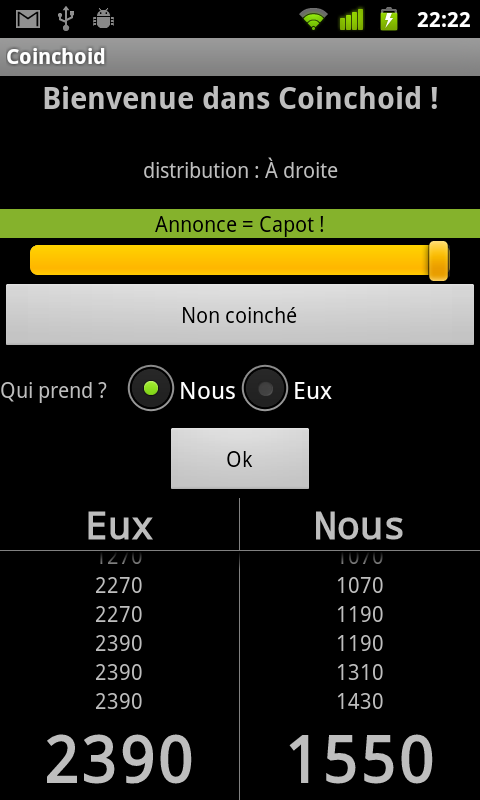 22:22
Coinchoid
Bienvenue dans Coinchoid !
distribution : À droite
Annonce = Capot !
Non coinché
Qui prend ? Nous Eux
Ok
Eux Nous
1270 1070
2270 1070
2270 1190
2390 1190
2390 1310
2390 1430
2390 1550